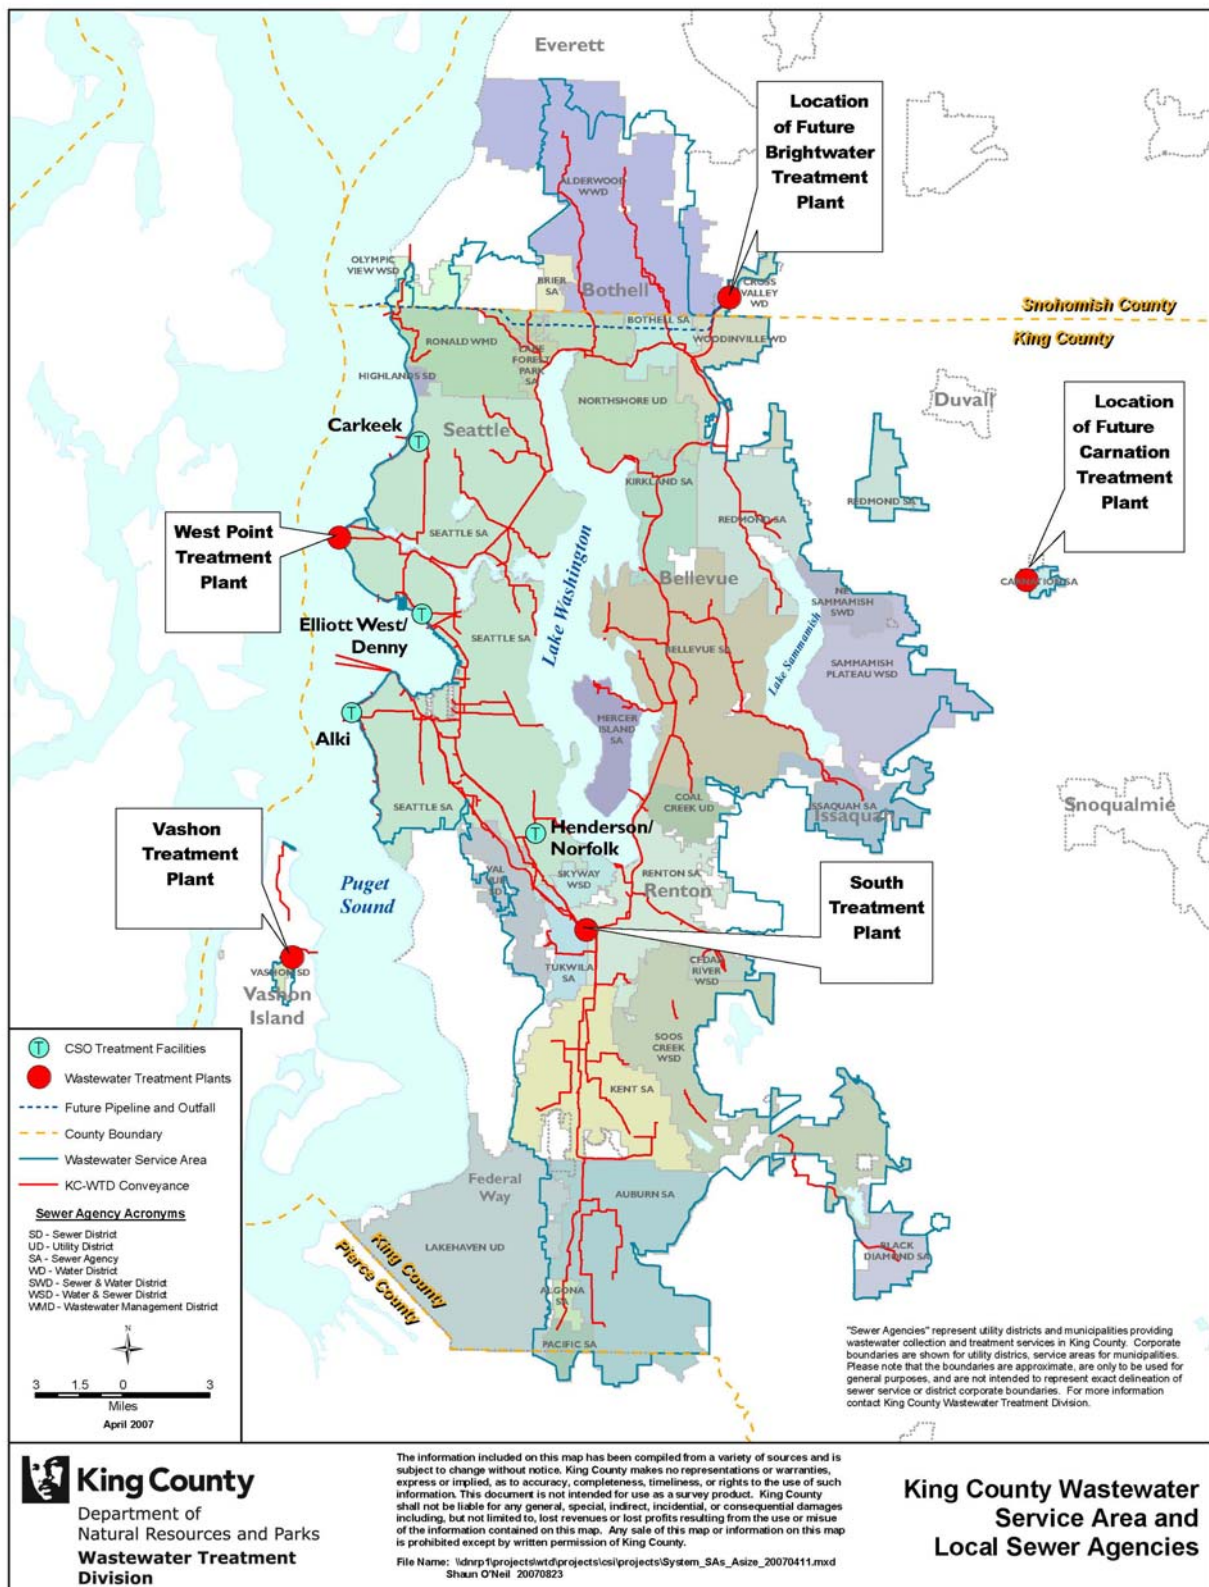 Everett
Location
of Future
Brightwater
Treatment
Plant
ALDERWOOD
WWD
OLYMPIC
VIEW WSD
BRIER
SA
Bothell
CROSS
VALLEY
WD
Snohomish County
King County
BOTHELL SA
WOODINVILLE WD
RONALD WMD
LAKE
FOREST
PARK
SA
HIGHLANDS SD
NORTHSHORE UD
Duvall
Location
of Future
Carnation
Treatment
Plant
Carkeek
T
Seattle
KIRKLAND SA
REDMOND SA
REDMOND SA
West Point
Treatment
Plant
SEATTLE SA
Lake Washington
Bellevue
CARNATION SA
NE
SAMMAMISH
SWD
Elliott West/
Denny
T
SEATTLE SA
BELLEVUE SA
Lake Sammamish
SAMMAMISH
PLATEAU WSD
T
Alki
MERCER
ISLAND
SA
SEATTLE SA
COAL
CREEK UD
ISSAQUAH SA
Issaquah
Snoqualmie
Vashon
Treatment
Plant
T
Henderson/
Norfolk
Puget
Sound
VAL
VUE
SD
SKYWAY
WSD
RENTON SA
Renton
South
Treatment
Plant
VASHON SD
Vashon
Island
TUKWILA
SA
CEDAR
RIVER
WSD
SOOS
CREEK
WSD
KENT SA
T CSO Treatment Facilities
Wastewater Treatment Plants
Future Pipeline and Outfall
County Boundary
Wastewater Service Area
KC-WTD Conveyance
Sewer Agency Acronyms
SD - Sewer District
UD - Utility District
SA - Sewer Agency
WD - Water District
SWD - Sewer & Water District
WSD - Water & Sewer District
WMD - Wastewater Management District
N
3 1.5 0 3
Miles
April 2007
Federal
Way
AUBURN SA
LAKEHAVEN UD
King County
Pierce County
BLACK
DIAMOND SA
ALGONA
SA
PACIFIC SA
"Sewer Agencies" represent utility districts and municipalities providing
wastewater collection and treatment services in King County. Corporate
boundaries are shown for utility districs, service areas for municipalities.
Please note that the boundaries are approximate, are only to be used for
general purposes, and are not intended to represent exact delineation of
sewer service or district corporate boundaries. For more information
contact King County Wastewater Treatment Division.
King County
Department of
Natural Resources and Parks
Wastewater Treatment
Division
The information included on this map has been compiled from a variety of sources and is
subject to change without notice. King County makes no representations or warranties,
express or implied, as to accuracy, completeness, timeliness, or rights to the use of such
information. This document is not intended for use as a survey product. King County
shall not be liable for any general, special, indirect, incidental, or consequential damages
including, but not limited to, lost revenues or lost profits resulting from the use or misue
of the information contained on this map. Any sale of this map or information on this map
is prohibited except by written permission of King County.
File Name: \\dnrp1\projects\wtd\projects\csi\projects\System_SAs_Asize_20070411.mxd
Shaun O'Neil 20070823
King County Wastewater
Service Area and
Local Sewer Agencies